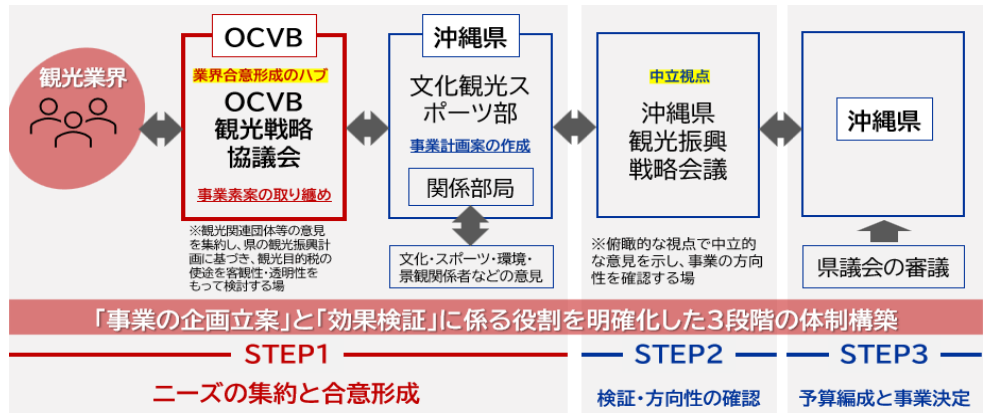 観光業界
OCVB
業界合意形成のハブ
OCVB
観光戦略
協議会
事業素案の取り纏め
※観光関連団体等の意見
を集約し、県の観光振興計
画に基づき、観光目的税の
使途を客観性・透明性を
もって検討する場
沖縄県
文化観光ス
ポーツ部
事業計画案の作成
関係部局
文化・スポーツ・環境・
景観関係者などの意見
中立視点
沖縄県
観光振興
戦略会議
※俯瞰的な視点で中立的
な意見を示し、事業の方向
性を確認する場
沖縄県
県議会の審議
「事業の企画立案」と「効果検証」に係る役割を明確化した3段階の体制構築
STEP1
ニーズの集約と合意形成
STEP2
検証・方向性の確認
STEP3
予算編成と事業決定